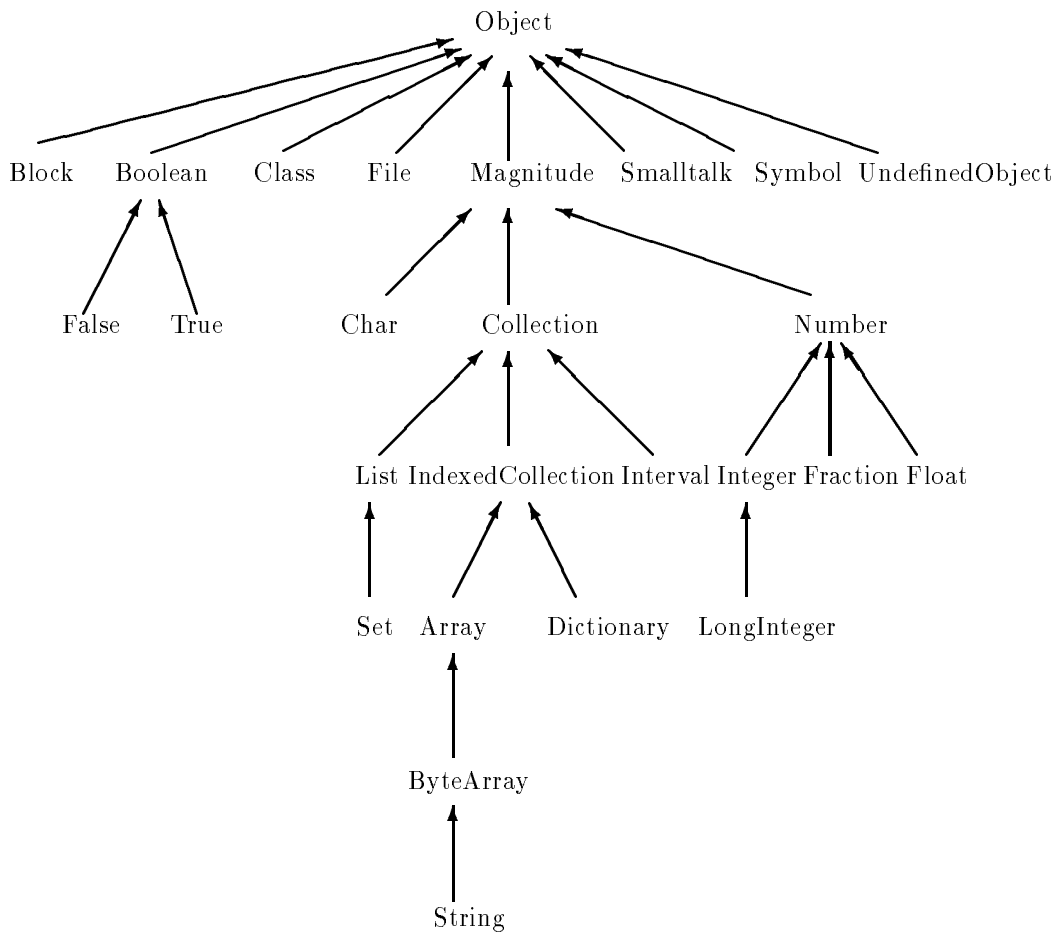 Object
Block Boolean Class File Magnitude Smalltalk Symbol UndefinedObject
False True Char Collection Number
List IndexedCollection Interval Integer Fraction Float
Set Array Dictionary LongInteger
ByteArray
String